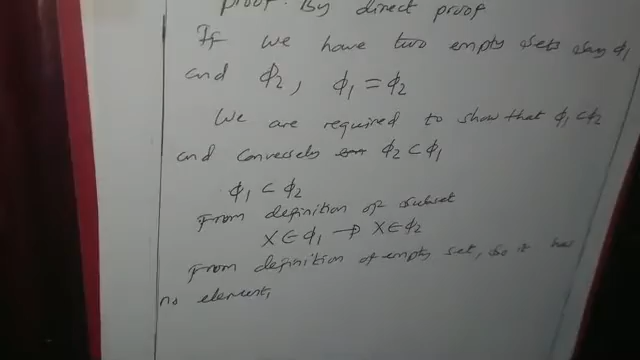 proof. By direct proof
If we have two empty sets say ϕ1
and ϕ2, ϕ1 = ϕ2
We are required to show that ϕ1 ⊂ ϕ2
and conversely ϕ2 ⊂ ϕ1
ϕ1 ⊂ ϕ2
From definition of subset
X ∈ ϕ1 → X ∈ ϕ2
From definition of empty set, so it has
no element,